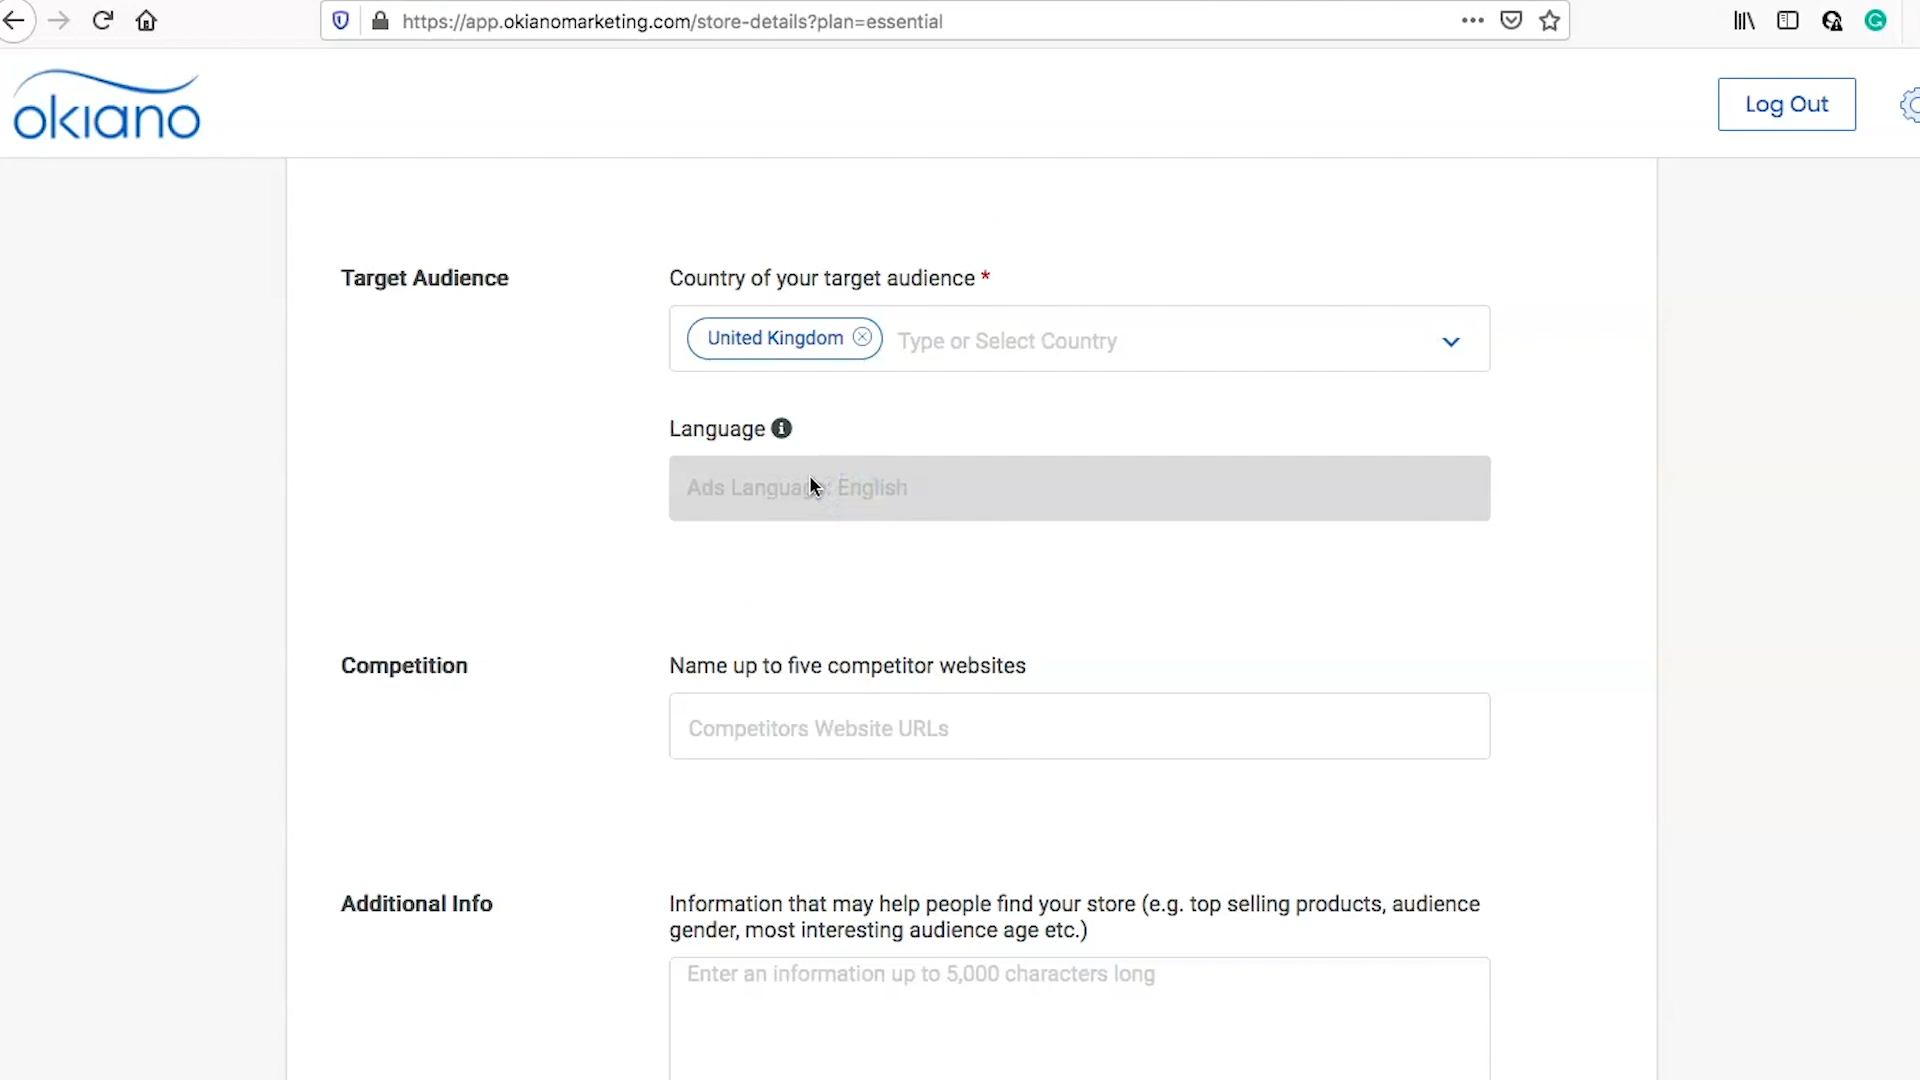 https://app.okianomarketing.com/store-details?plan=essential
okiano
Log Out
Target Audience
Country of your target audience *
United Kingdom
Type or Select Country
Language
Ads Language: English
Competition
Name up to five competitor websites
Competitors Website URLs
Additional Info
Information that may help people find your store (e.g. top selling products, audience
gender, most interesting audience age etc.)
Enter an information up to 5,000 characters long